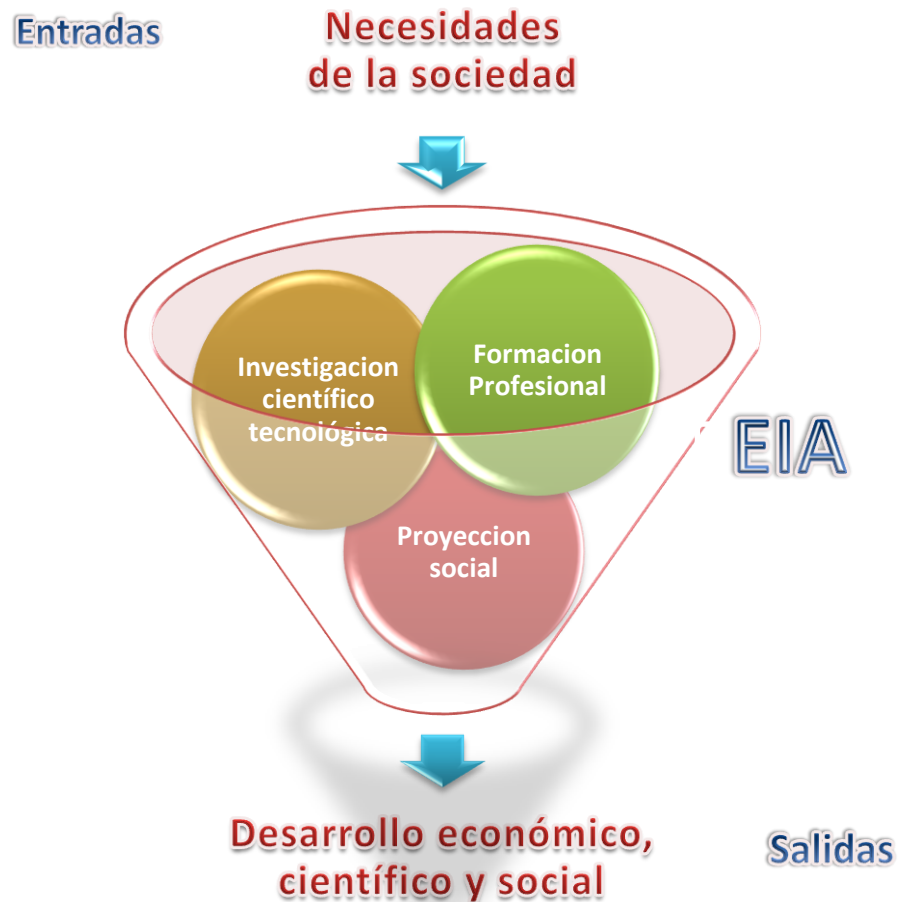 Entradas
Necesidades
de la sociedad
Investigacion
científico
tecnológica
Formacion
Profesional
EIA
Proyeccion
social
Desarrollo económico,
científico y social
Salidas